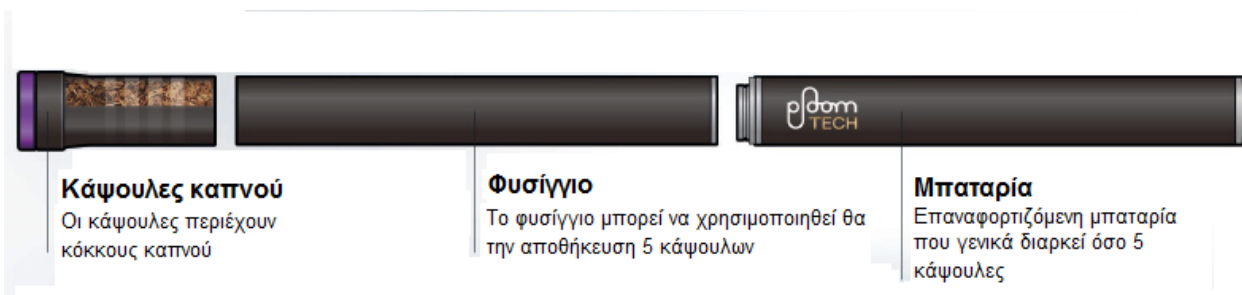 ploom
TECH
Κάψουλες καπνού
Οι κάψουλες περιέχουν
κόκκους καπνού
Φυσίγγιο
Το φυσίγγιο μπορεί να χρησιμοποιηθεί θα
την αποθήκευση 5 κάψουλων
Μπαταρία
Επαναφορτιζόμενη μπαταρία
που γενικά διαρκεί όσο 5
κάψουλες